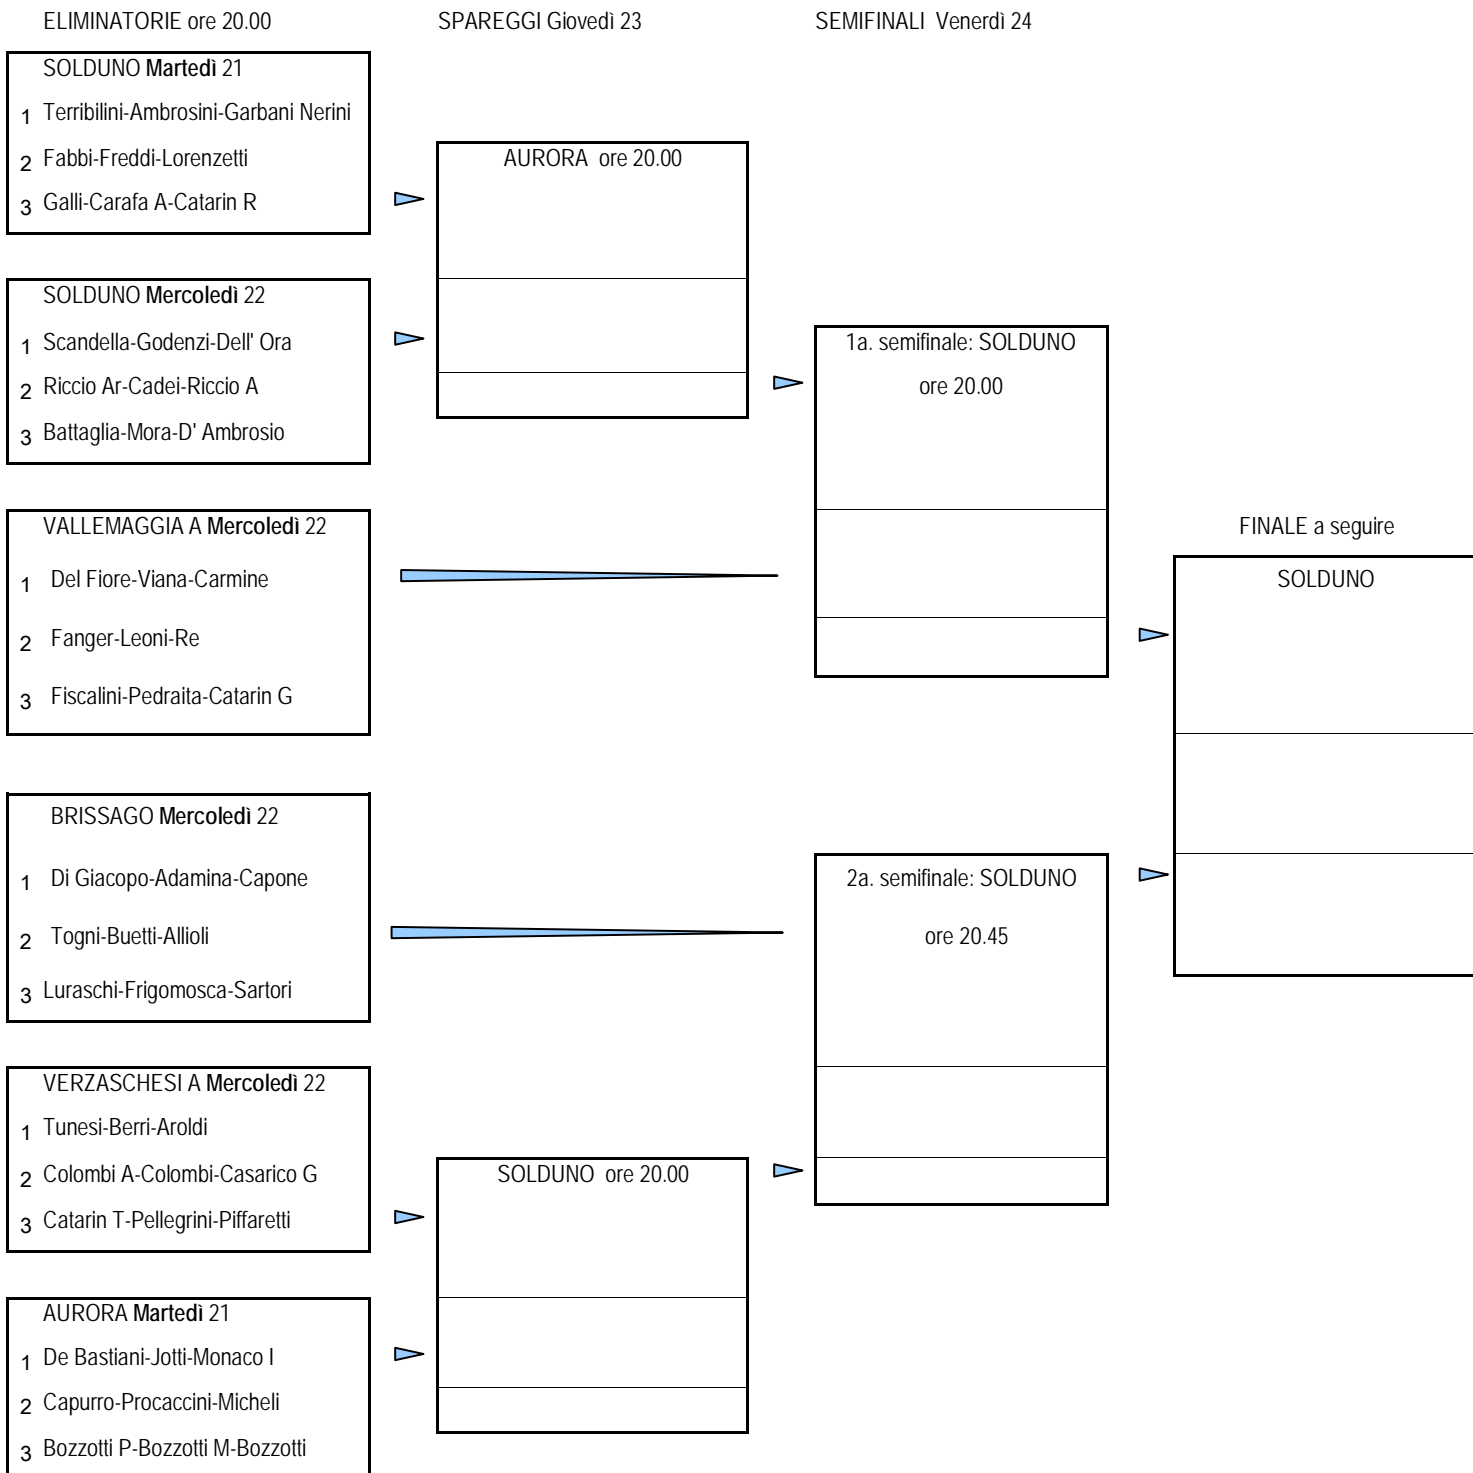 ELIMINATORIE ore 20.00
SPAREGGI Giovedì 23
SEMIFINALI Venerdì 24
SOLDUNO Martedì 21
1 Terribilini-Ambrosini-Garbani Nerini
2 Fabbi-Freddi-Lorenzetti
3 Galli-Carafa A-Catarin R
AURORA ore 20.00
SOLDUNO Mercoledì 22
1 Scandella-Godenzi-Dell' Ora
2 Riccio Ar-Cadei-Riccio A
3 Battaglia-Mora-D' Ambrosio
1a. semifinale: SOLDUNO
ore 20.00
VALLEMAGGIA A Mercoledì 22
1 Del Fiore-Viana-Carmine
2 Fanger-Leoni-Re
3 Fiscalini-Pedraita-Catarin G
FINALE a seguire
SOLDUNO
BRISSAGO Mercoledì 22
1 Di Giacopo-Adamina-Capone
2 Togni-Buetti-Allioli
3 Luraschi-Frigomosca-Sartori
2a. semifinale: SOLDUNO
ore 20.45
VERZASCHESI A Mercoledì 22
1 Tunesi-Berri-Aroldi
2 Colombi A-Colombi-Casarico G
3 Catarin T-Pellegrini-Piffaretti
SOLDUNO ore 20.00
AURORA Martedì 21
1 De Bastiani-Jotti-Monaco I
2 Capurro-Procaccini-Micheli
3 Bozzotti P-Bozzotti M-Bozzotti